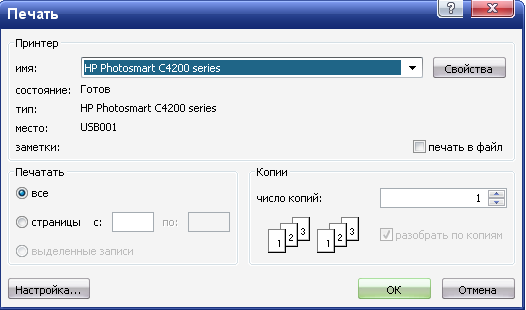 Печать
Принтер
имя: HP Photosmart C4200 series Свойства
состояние: Готов
тип: HP Photosmart C4200 series
место: USB001
заметки: печать в файл
Печатать
все
страницы с: по:
выделенные записи
Копии
число копий: 1
1 2 3 1 2 3
разобрать по копиям
Настройка... ОК Отмена